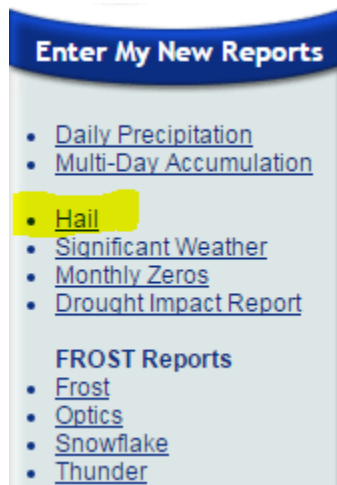 Enter My New Reports
Daily Precipitation
Multi-Day Accumulation
Hail
Significant Weather
Monthly Zeros
Drought Impact Report
FROST Reports
Frost
Optics
Snowflake
Thunder